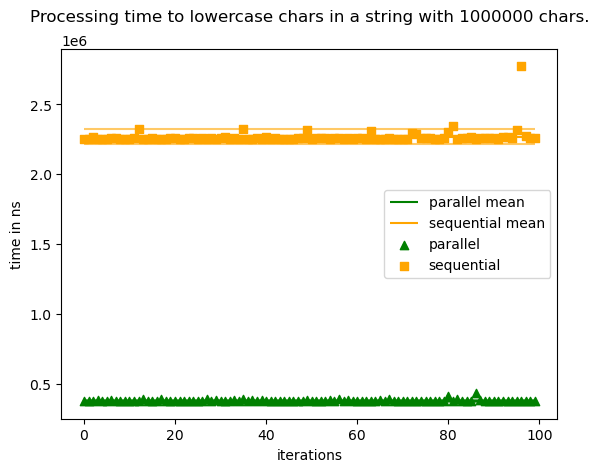 Processing time to lowercase chars in a string with 1000000 chars.
1e6
2.5
2.0
1.5
1.0
0.5
time in ns
parallel mean
sequential mean
parallel
sequential
0 20 40 60 80 100
iterations